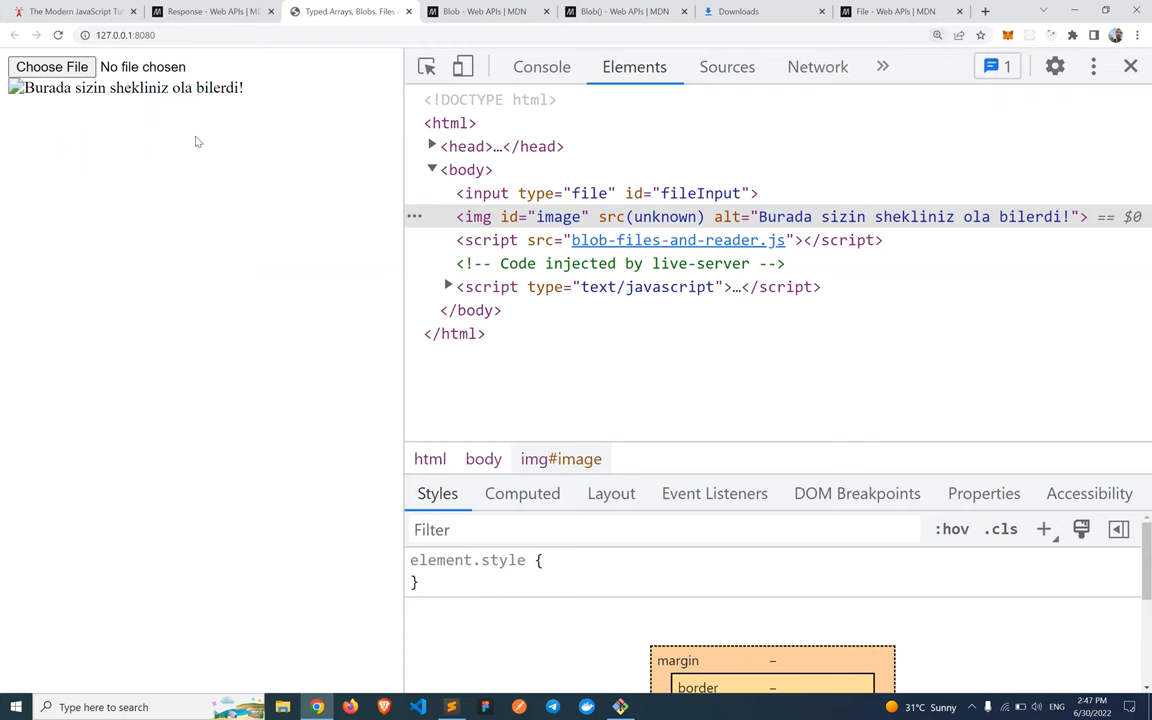 The Modern JavaScript Tu
Response - Web APIs | MD
Typed Arrays, Blobs, Files
Blob - Web APIs | MDN
Blob() - Web APIs | MDN
Downloads
File - Web APIs | MDN
127.0.0.1:8080
Choose File No file chosen
Burada sizin shekliniz ola bilerdi!
Console
Elements
Sources
Network
1
<!DOCTYPE html>
<html>
<head>…</head>
<body>
<input type="file" id="fileInput">
<img id="image" src(unknown) alt="Burada sizin shekliniz ola bilerdi!"> == $0
<script src="blob-files-and-reader.js"></script>
<!-- Code injected by live-server -->
<script type="text/javascript">…</script>
</body>
</html>
html
body
img#image
Styles
Computed
Layout
Event Listeners
DOM Breakpoints
Properties
Accessibility
Filter
:hov
.cls
element.style {
}
margin
–
border
–
Type here to search
31°C Sunny
ENG
2:47 PM
6/30/2022